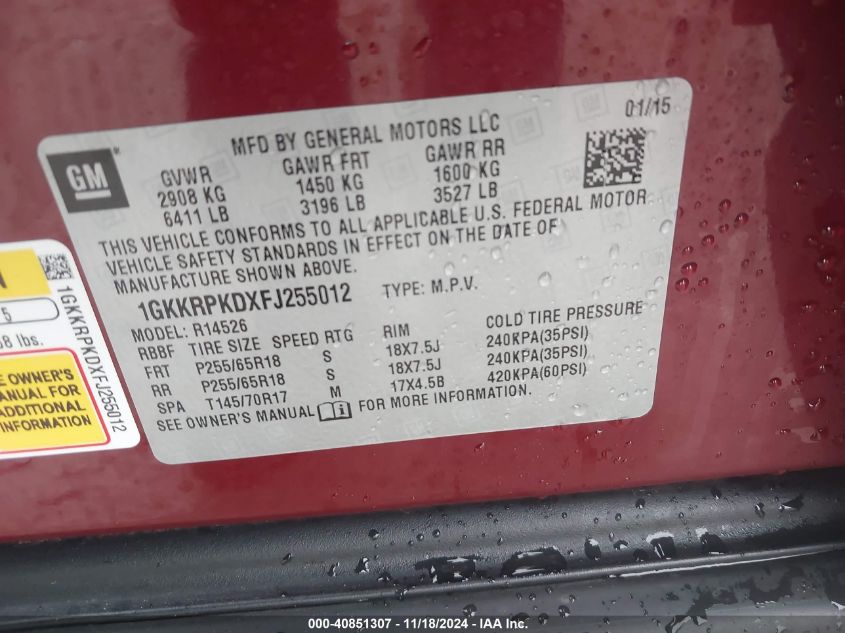 01/15
MFD BY GENERAL MOTORS LLC
GM
GVWR GAWR FRT GAWR RR
2908 KG 1450 KG 1600 KG
6411 LB 3196 LB 3527 LB
THIS VEHICLE CONFORMS TO ALL APPLICABLE U.S. FEDERAL MOTOR
VEHICLE SAFETY STANDARDS IN EFFECT ON THE DATE OF
MANUFACTURE SHOWN ABOVE.
1GKKRPKDXFJ255012 TYPE: M.P.V.
MODEL: R14526
RBBF TIRE SIZE SPEED RTG RIM COLD TIRE PRESSURE
FRT P255/65R18 S 18X7.5J 240KPA(35PSI)
RR P255/65R18 S 18X7.5J 240KPA(35PSI)
SPA T145/70R17 M 17X4.5B 420KPA(60PSI)
SEE OWNER'S MANUAL FOR MORE INFORMATION.
N
5
8 lbs.
E OWNER'S
ANUAL FOR
ADDITIONAL
INFORMATION
1GKKRPKDXFJ255012
000-40851307 - 11/18/2024 - IAA Inc.